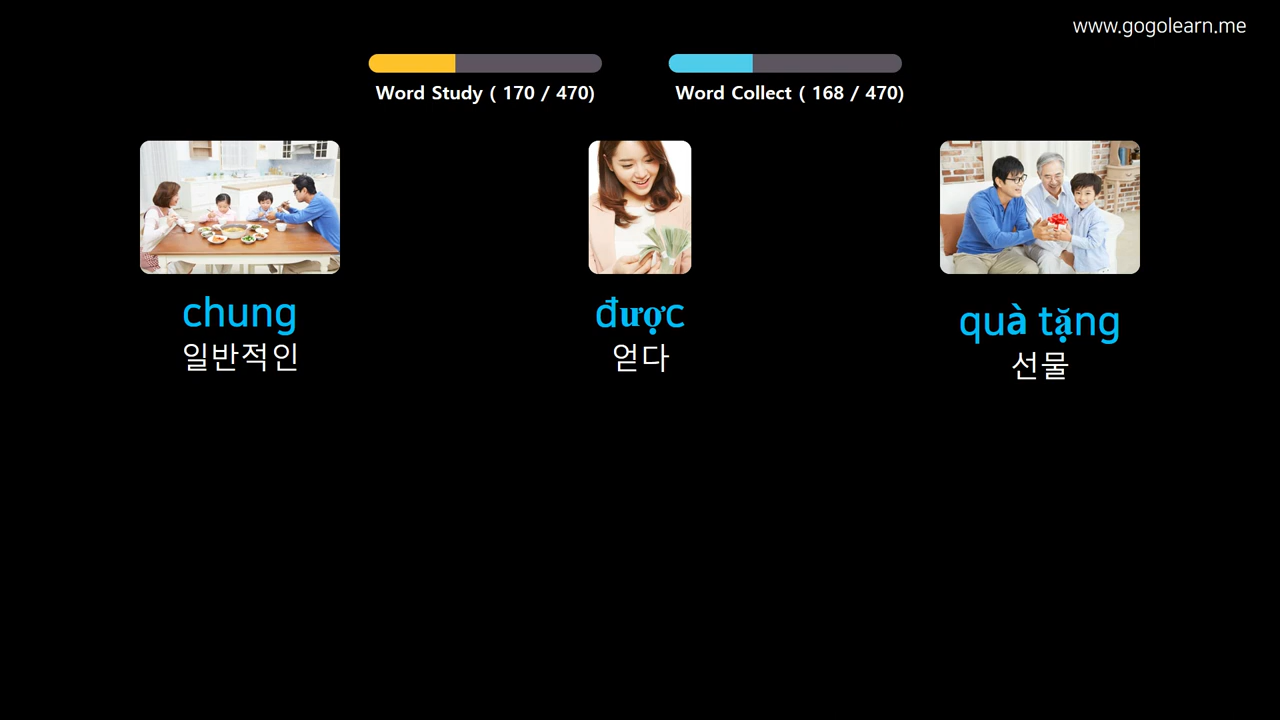 www.gogolearn.me
Word Study ( 170 / 470)
Word Collect ( 168 / 470)
chung
일반적인
được
얻다
quà tặng
선물